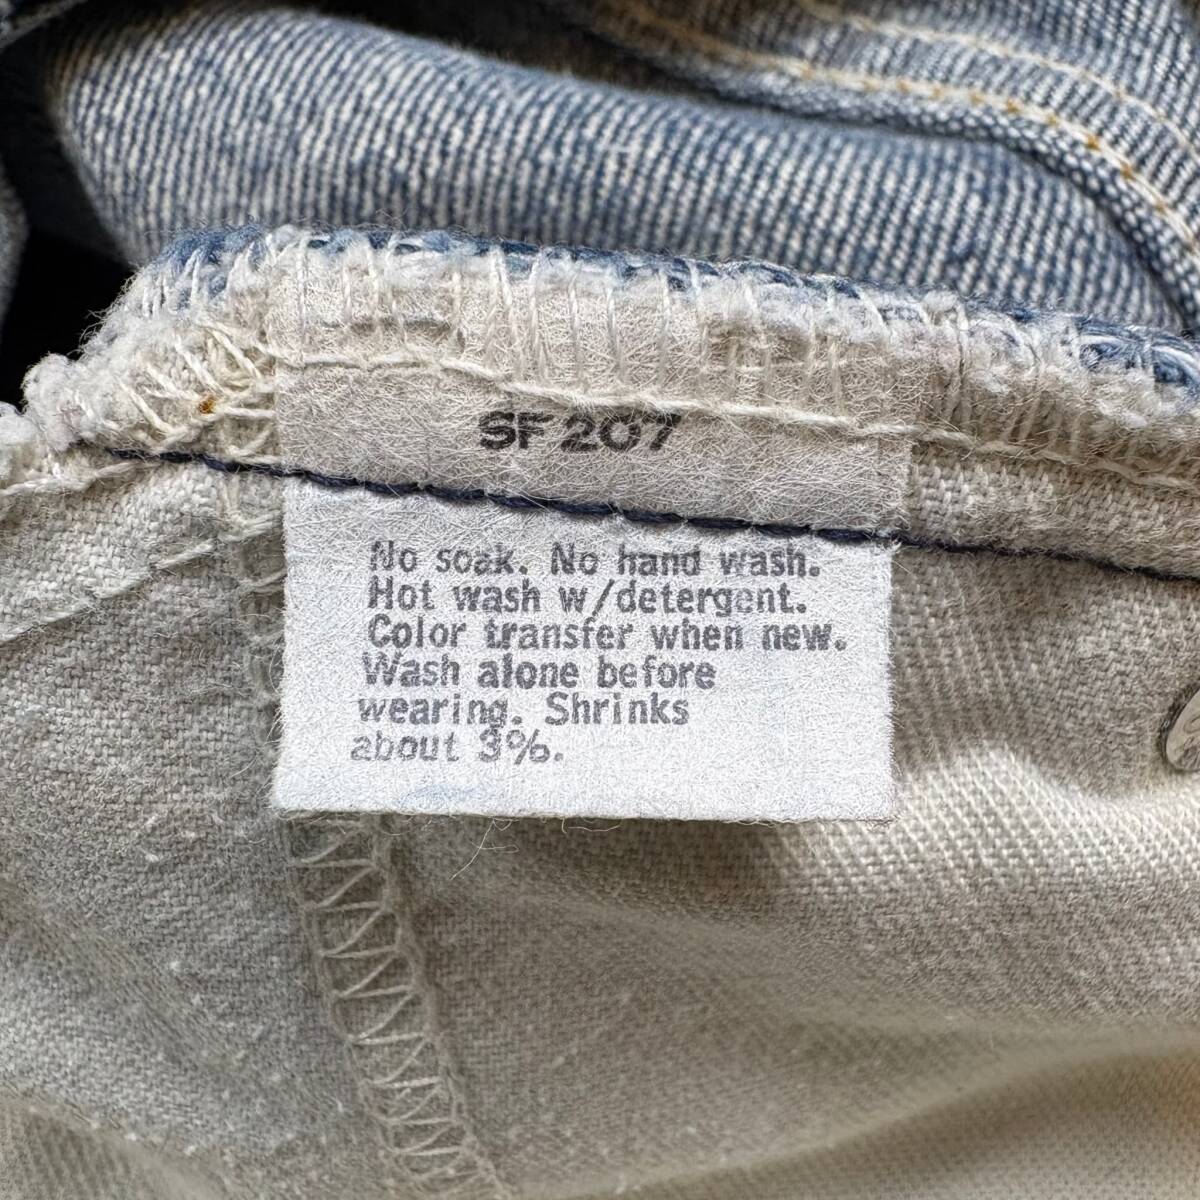 SF 207
No soak. No hand wash.
Hot wash w/detergent.
Color transfer when new.
Wash alone before
wearing. Shrinks
about 3%.